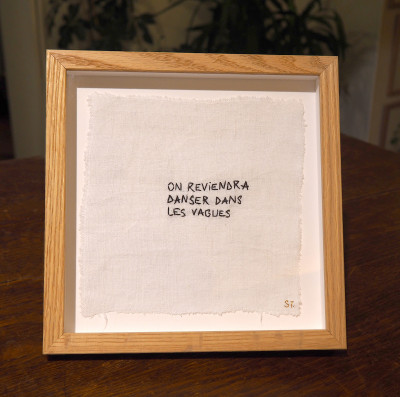 ON REViENDRA
DANSER DANS
LES VAGUES
ST.